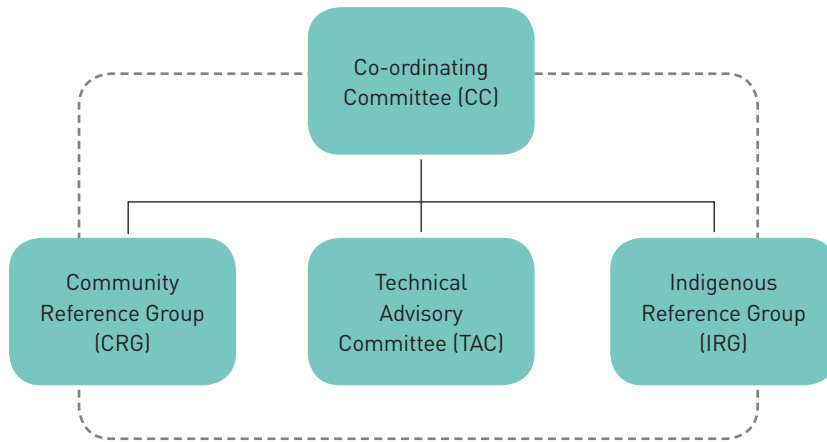 Co-ordinating
Committee (CC)
Community
Reference Group
(CRG)
Technical
Advisory
Committee (TAC)
Indigenous
Reference Group
(IRG)